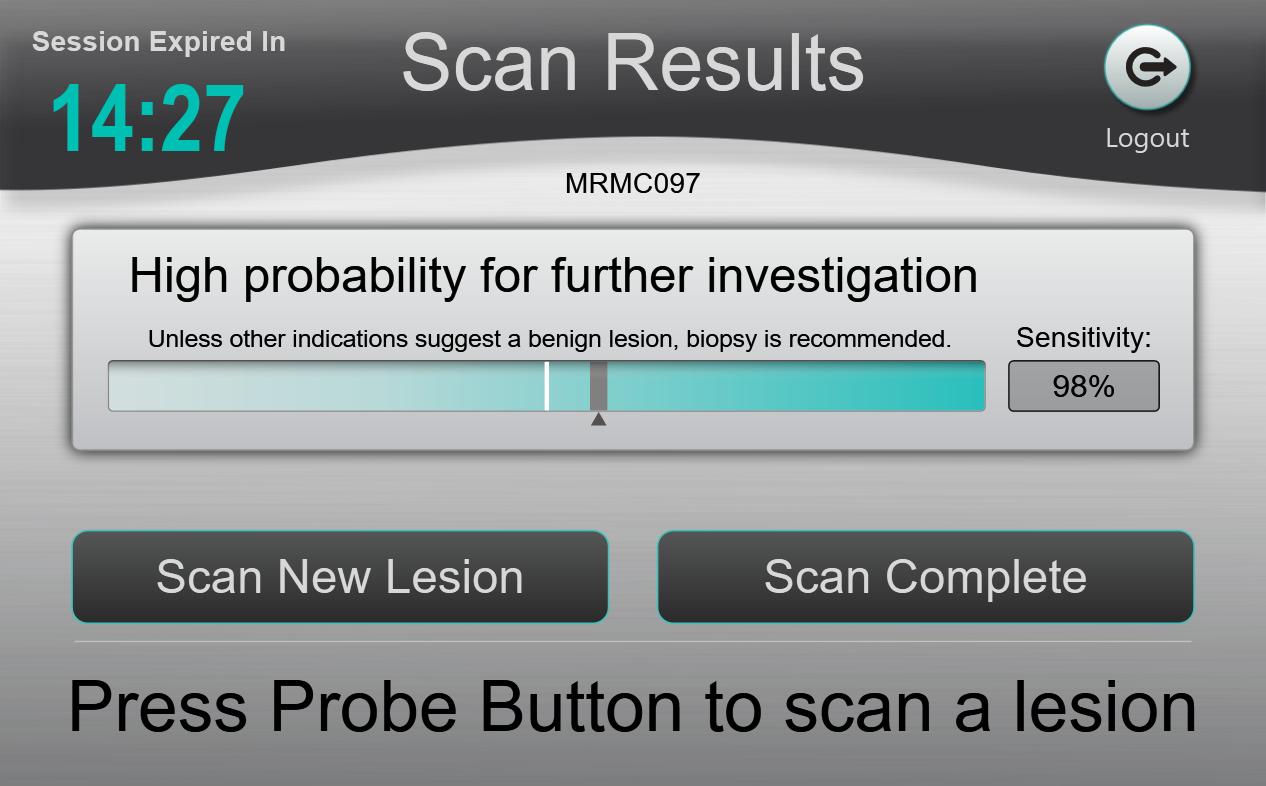 Session Expired In
14:27
Scan Results
Logout
MRMC097
High probability for further investigation
Unless other indications suggest a benign lesion, biopsy is recommended.
Sensitivity:
98%
Scan New Lesion
Scan Complete
Press Probe Button to scan a lesion